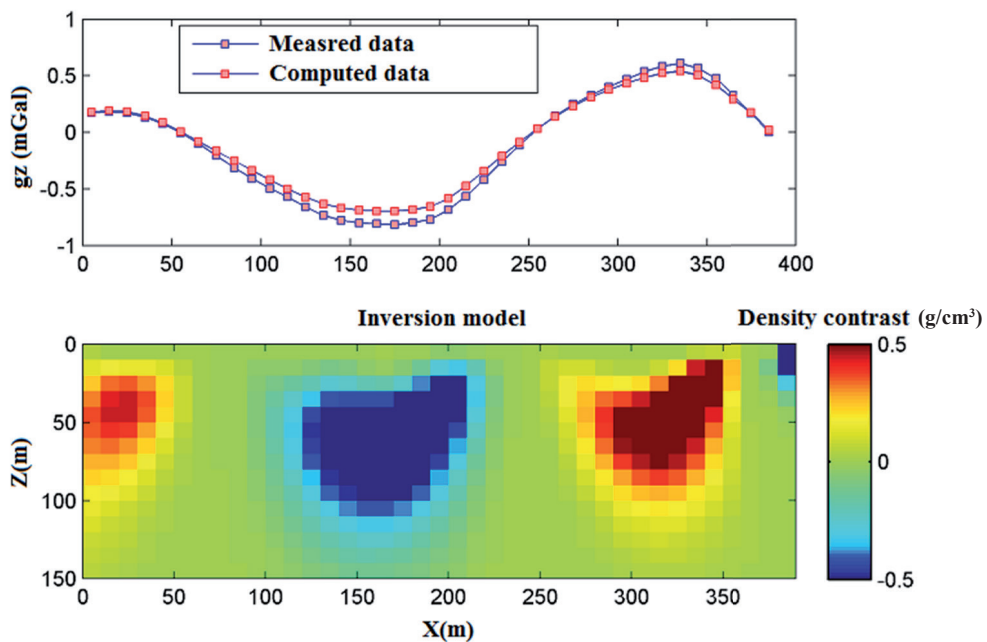 1
0.5
0
-0.5
-1
gz (mGal)
Measred data
Computed data
0 50 100 150 200 250 300 350 400
Inversion model
Density contrast (g/cm³)
0
50
100
150
Z(m)
0.5
0
-0.5
0 50 100 150 200 250 300 350
X(m)